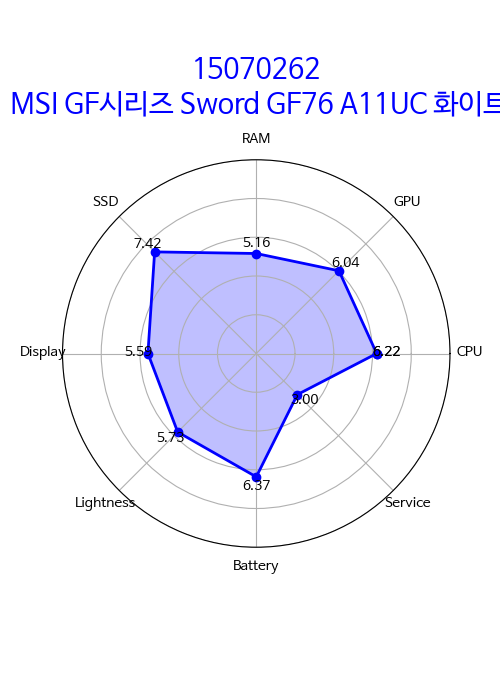 15070262
MSI GF시리즈 Sword GF76 A11UC 화이트
RAM
SSD
GPU
7.42
5.16
6.04
Display
5.59
6.22
CPU
3.00
5.73
6.37
Lightness
Service
Battery